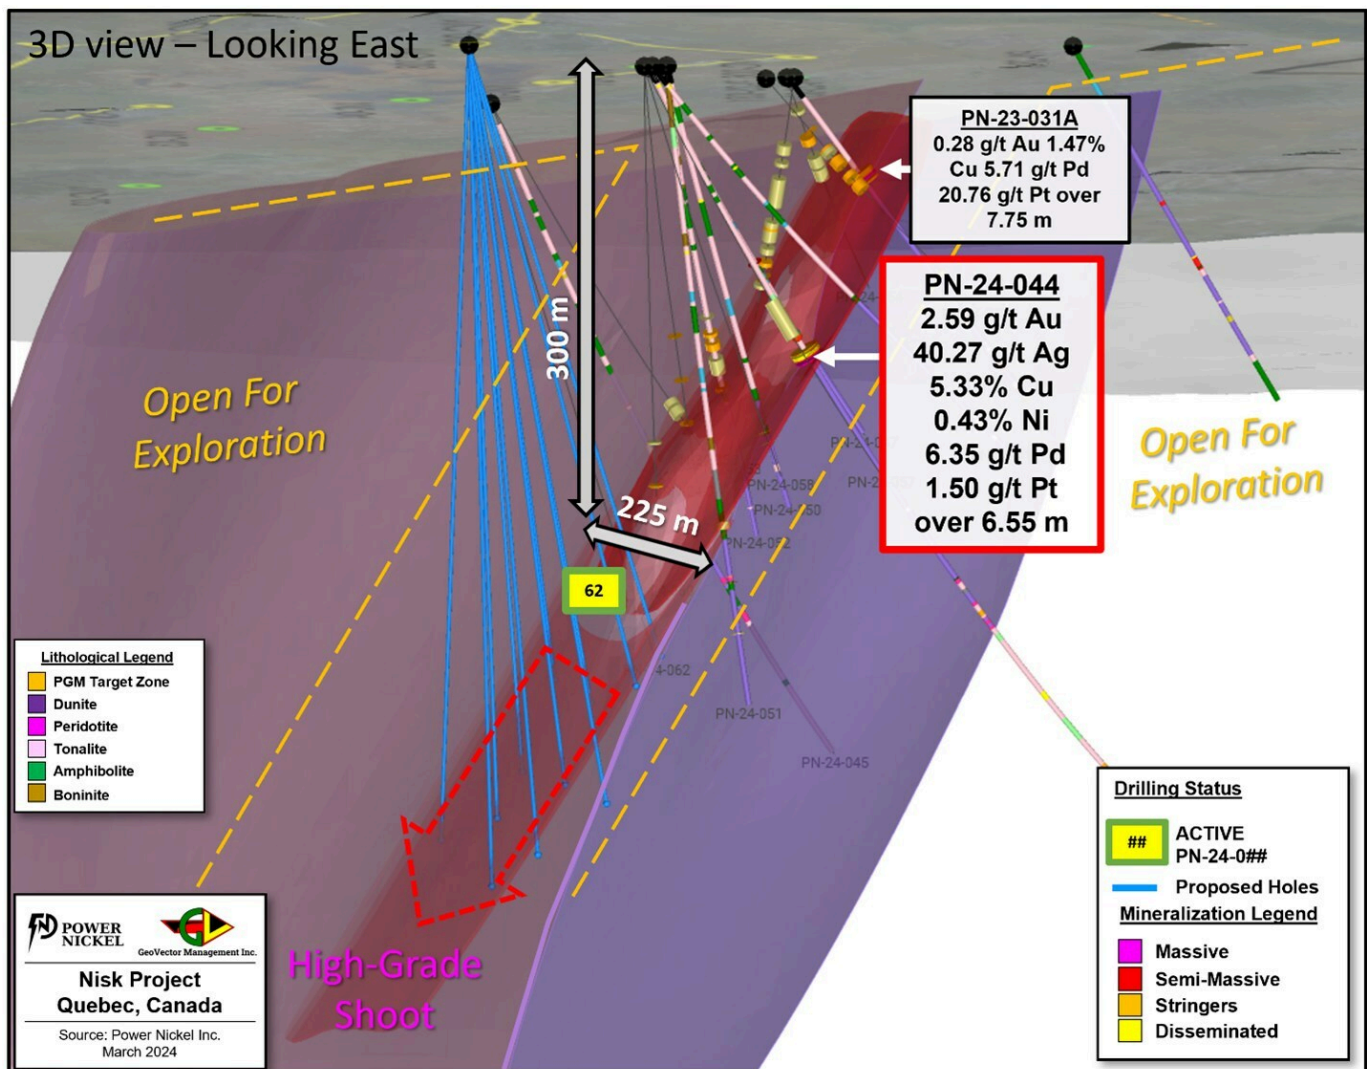 3D view – Looking East
PN-23-031A
0.28 g/t Au 1.47%
Cu 5.71 g/t Pd
20.76 g/t Pt over
7.75 m
PN-24-044
2.59 g/t Au
40.27 g/t Ag
5.33% Cu
0.43% Ni
6.35 g/t Pd
1.50 g/t Pt
over 6.55 m
300 m
225 m
Open For
Exploration
Open For
Exploration
62
PN-24-058
PN-24-051
PN-24-045
4-062
High-Grade
Shoot
Lithological Legend
PGM Target Zone
Dunite
Peridotite
Tonalite
Amphibolite
Boninite
POWER
NICKEL
GeoVector Management Inc.
Nisk Project
Quebec, Canada
Source: Power Nickel Inc.
March 2024
Drilling Status
##
ACTIVE
PN-24-0##
Proposed Holes
Mineralization Legend
Massive
Semi-Massive
Stringers
Disseminated